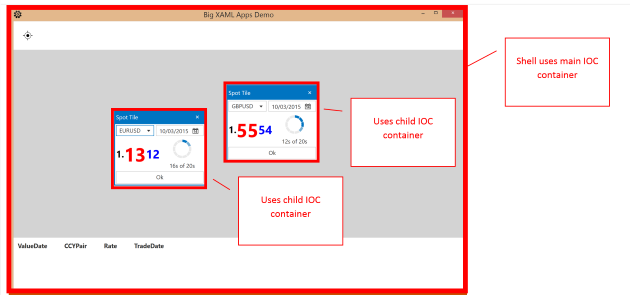 Big XAML Apps Demo
Shell uses main IOC
container
Spot Tile
GBPUSD 10/03/2015
1.5554
12s of 20s
Ok
Uses child IOC
container
Spot Tile
EURUSD 10/03/2015
1.1312
16s of 20s
Ok
Uses child IOC
container
ValueDate CCYPair Rate TradeDate